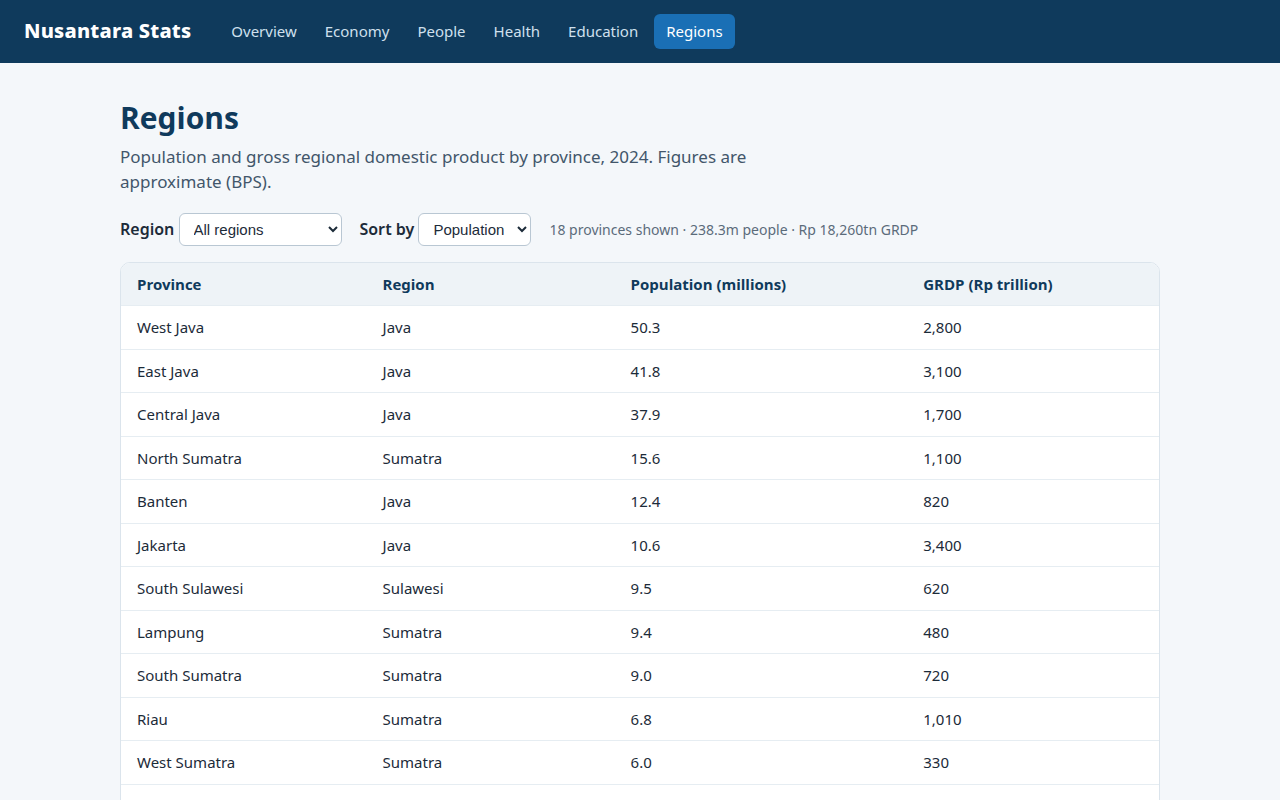 Nusantara Stats Overview Economy People Health Education Regions
Regions
Population and gross regional domestic product by province, 2024. Figures are
approximate (BPS).
Region All regions Sort by Population 18 provinces shown · 238.3m people · Rp 18,260tn GRDP
Province Region Population (millions) GRDP (Rp trillion)
West Java Java 50.3 2,800
East Java Java 41.8 3,100
Central Java Java 37.9 1,700
North Sumatra Sumatra 15.6 1,100
Banten Java 12.4 820
Jakarta Java 10.6 3,400
South Sulawesi Sulawesi 9.5 620
Lampung Sumatra 9.4 480
South Sumatra Sumatra 9.0 720
Riau Sumatra 6.8 1,010
West Sumatra Sumatra 6.0 330